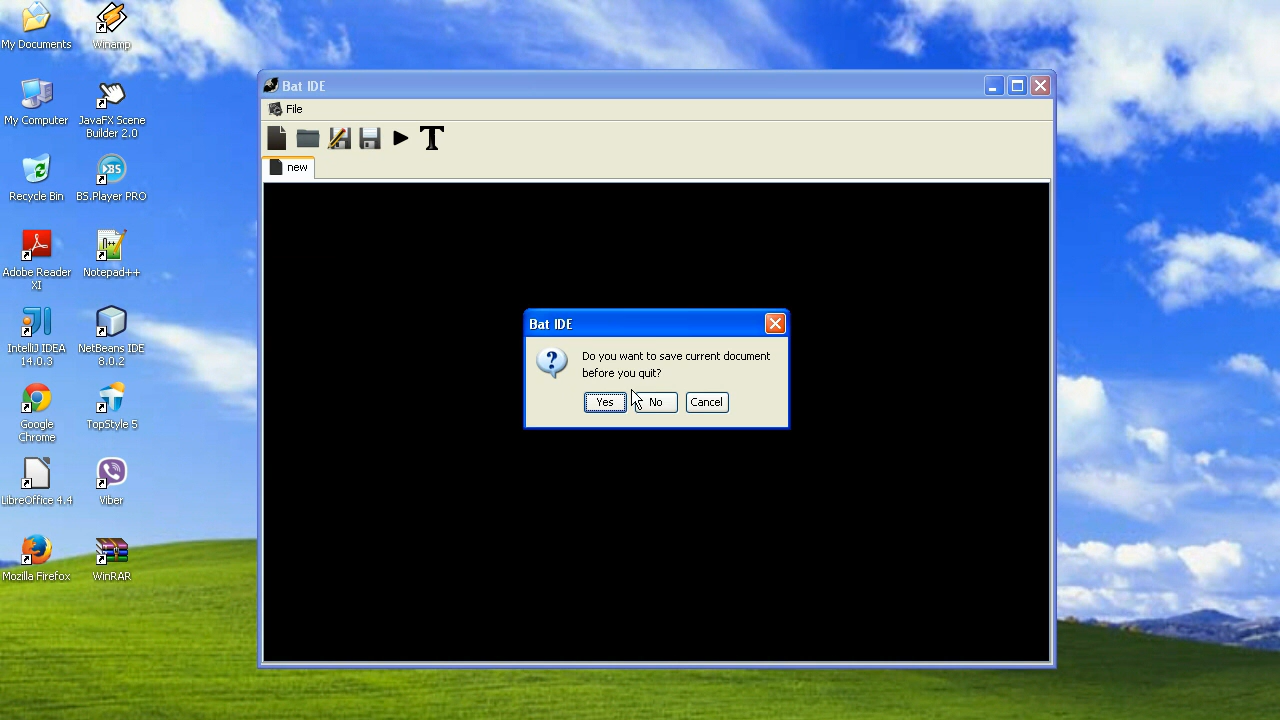 My Documents
Winamp
My Computer
JavaFX Scene
Builder 2.0
Recycle Bin
BS.Player PRO
Adobe Reader
XI
Notepad++
IntelliJ IDEA
14.0.3
NetBeans IDE
8.0.2
Google
Chrome
TopStyle 5
LibreOffice 4.4
Viber
Mozilla Firefox
WinRAR
Bat IDE
File
T
new
Bat IDE
Do you want to save current document
before you quit?
Yes
No
Cancel